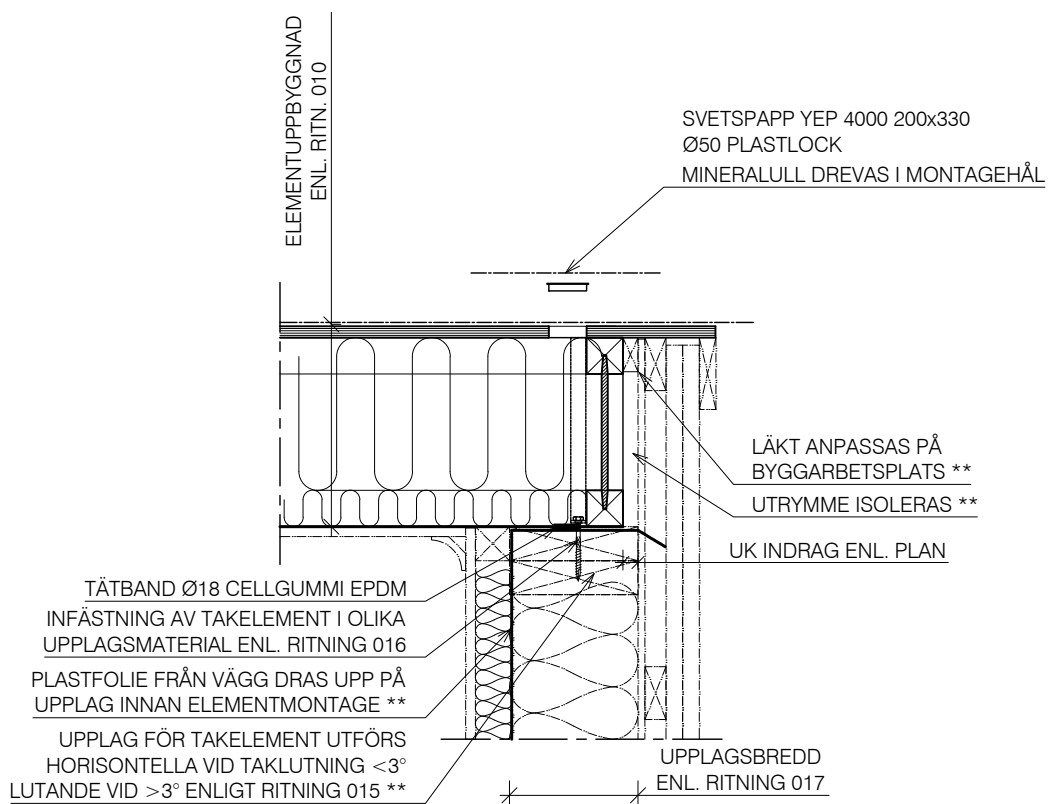 ELEMENTUPPBYGGNAD
ENL. RITN. 010
SVETSPAPP YEP 4000 200x330
Ø50 PLASTLOCK
MINERALULL DREVAS I MONTAGEHÅL
LÄKT ANPASSAS PÅ
BYGGARBETSPLATS **
UTRYMME ISOLERAS **
UK INDRAG ENL. PLAN
TÄTBAND Ø18 CELLGUMMI EPDM
INFÄSTNING AV TAKELEMENT I OLIKA
UPPLAGSMATERIAL ENL. RITNING 016
PLASTFOLIE FRÅN VÄGG DRAS UPP PÅ
UPPLAG INNAN ELEMENTMONTAGE **
UPPLAG FÖR TAKELEMENT UTFÖRS
HORISONTELLA VID TAKLUTNING <3°
LUTANDE VID >3° ENLIGT RITNING 015 **
UPPLAGSBREDD
ENL. RITNING 017